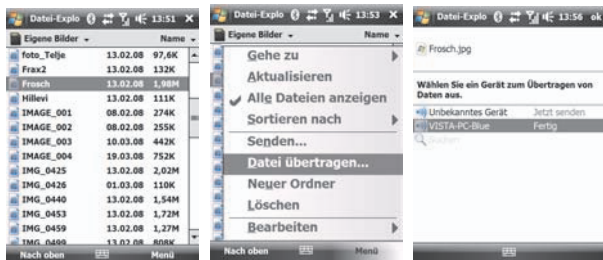 Datei-Explo 13:51 X
Eigene Bilder Name
foto_Telje 13.02.08 97,6K
Frax2 13.02.08 132K
Frosch 13.02.08 1,98M
Hillevi 13.02.08 111K
IMAGE_001 08.02.08 274K
IMAGE_002 08.02.08 255K
IMAGE_003 10.03.08 442K
IMAGE_004 19.03.08 752K
IMG_0425 13.02.08 2,02M
IMG_0426 01.03.08 110K
IMG_0440 13.02.08 1,54M
IMG_0453 13.02.08 1,72M
IMG_0459 13.02.08 1,27M
IMG_0499 13.02.08 808K
Nach oben Menü
Datei-Explo 13:53 X
Eigene Bilder Name
Gehe zu
Aktualisieren
Alle Dateien anzeigen
Sortieren nach
Senden...
Datei übertragen...
Neuer Ordner
Löschen
Bearbeiten
Nach oben Menü
Datei-Explo 13:56 ok
Frosch.jpg
Wählen Sie ein Gerät zum Übertragen von
Daten aus.
Unbekanntes Gerät Jetzt senden
VISTA-PC-Blue Fertig